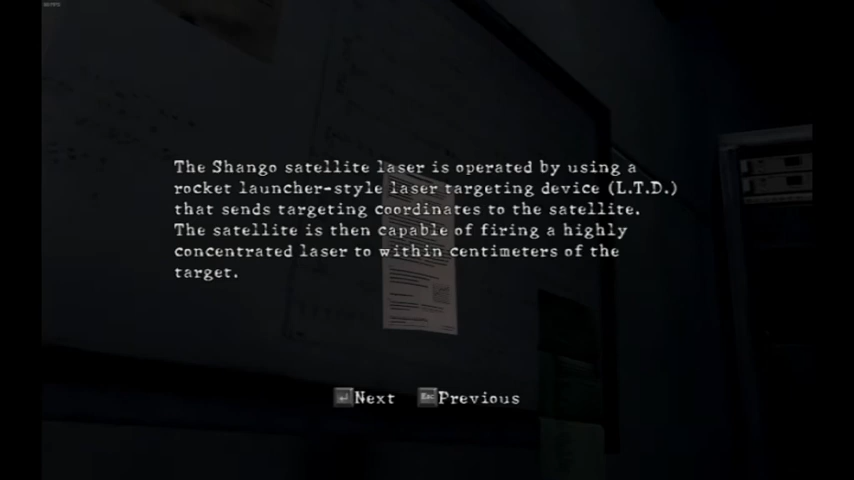 The Shango satellite laser is operated by using a
rocket launcher-style laser targeting device (L.T.D.)
that sends targeting coordinates to the satellite.
The satellite is then capable of firing a highly
concentrated laser to within centimeters of the
target.
Next
Esc Previous